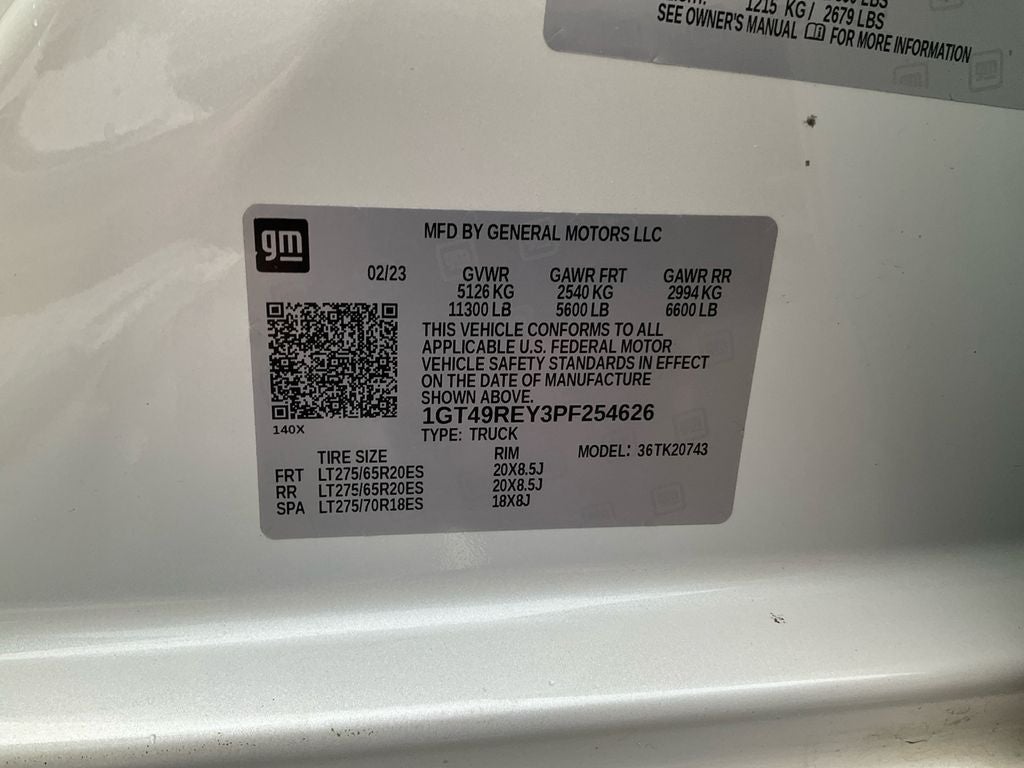 1215 KG/ 2679 LBS
SEE OWNER'S MANUAL FOR MORE INFORMATION
gm
MFD BY GENERAL MOTORS LLC
02/23 GVWR GAWR FRT GAWR RR
5126 KG 2540 KG 2994 KG
11300 LB 5600 LB 6600 LB
THIS VEHICLE CONFORMS TO ALL
APPLICABLE U.S. FEDERAL MOTOR
VEHICLE SAFETY STANDARDS IN EFFECT
ON THE DATE OF MANUFACTURE
SHOWN ABOVE.
1GT49REY3PF254626
140X
TYPE: TRUCK
TIRE SIZE RIM MODEL: 36TK20743
FRT LT275/65R20ES 20X8.5J
RR LT275/65R20ES 20X8.5J
SPA LT275/70R18ES 18X8J